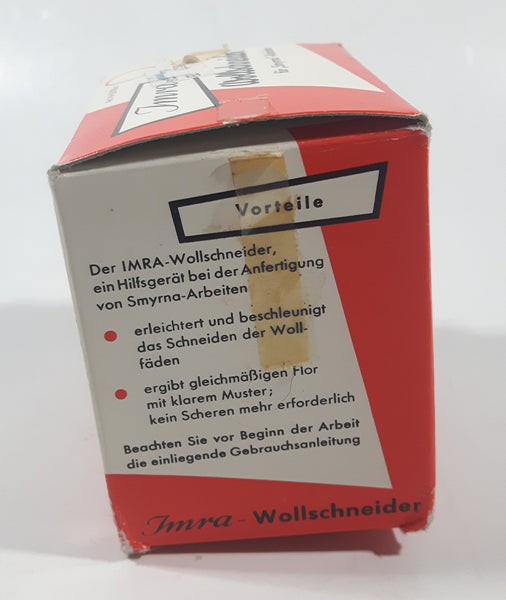 Imra
Wollschneider
Vorteile
Der IMRA-Wollschneider,
ein Hilfsgerät bei der Anfertigung
von Smyrna-Arbeiten
erleichtert und beschleunigt
das Schneiden der Woll-
fäden
ergibt gleichmäßigen Flor
mit klarem Muster;
kein Scheren mehr erforderlich
Beachten Sie vor Beginn der Arbeit
die einliegende Gebrauchsanleitung
Imra - Wollschneider